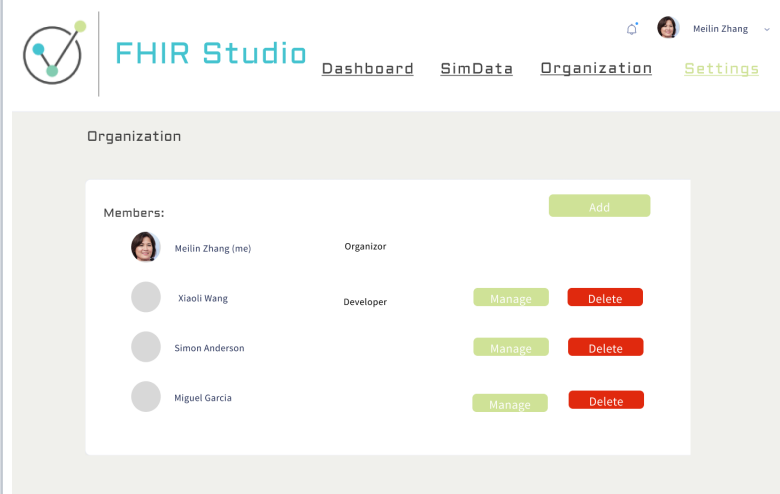 Meilin Zhang
FHIR Studio
Dashboard SimData Organization Settings
Organization
Add
Members:
Meilin Zhang (me) Organizor
Xiaoli Wang Developer Manage Delete
Simon Anderson Manage Delete
Miguel Garcia Manage Delete